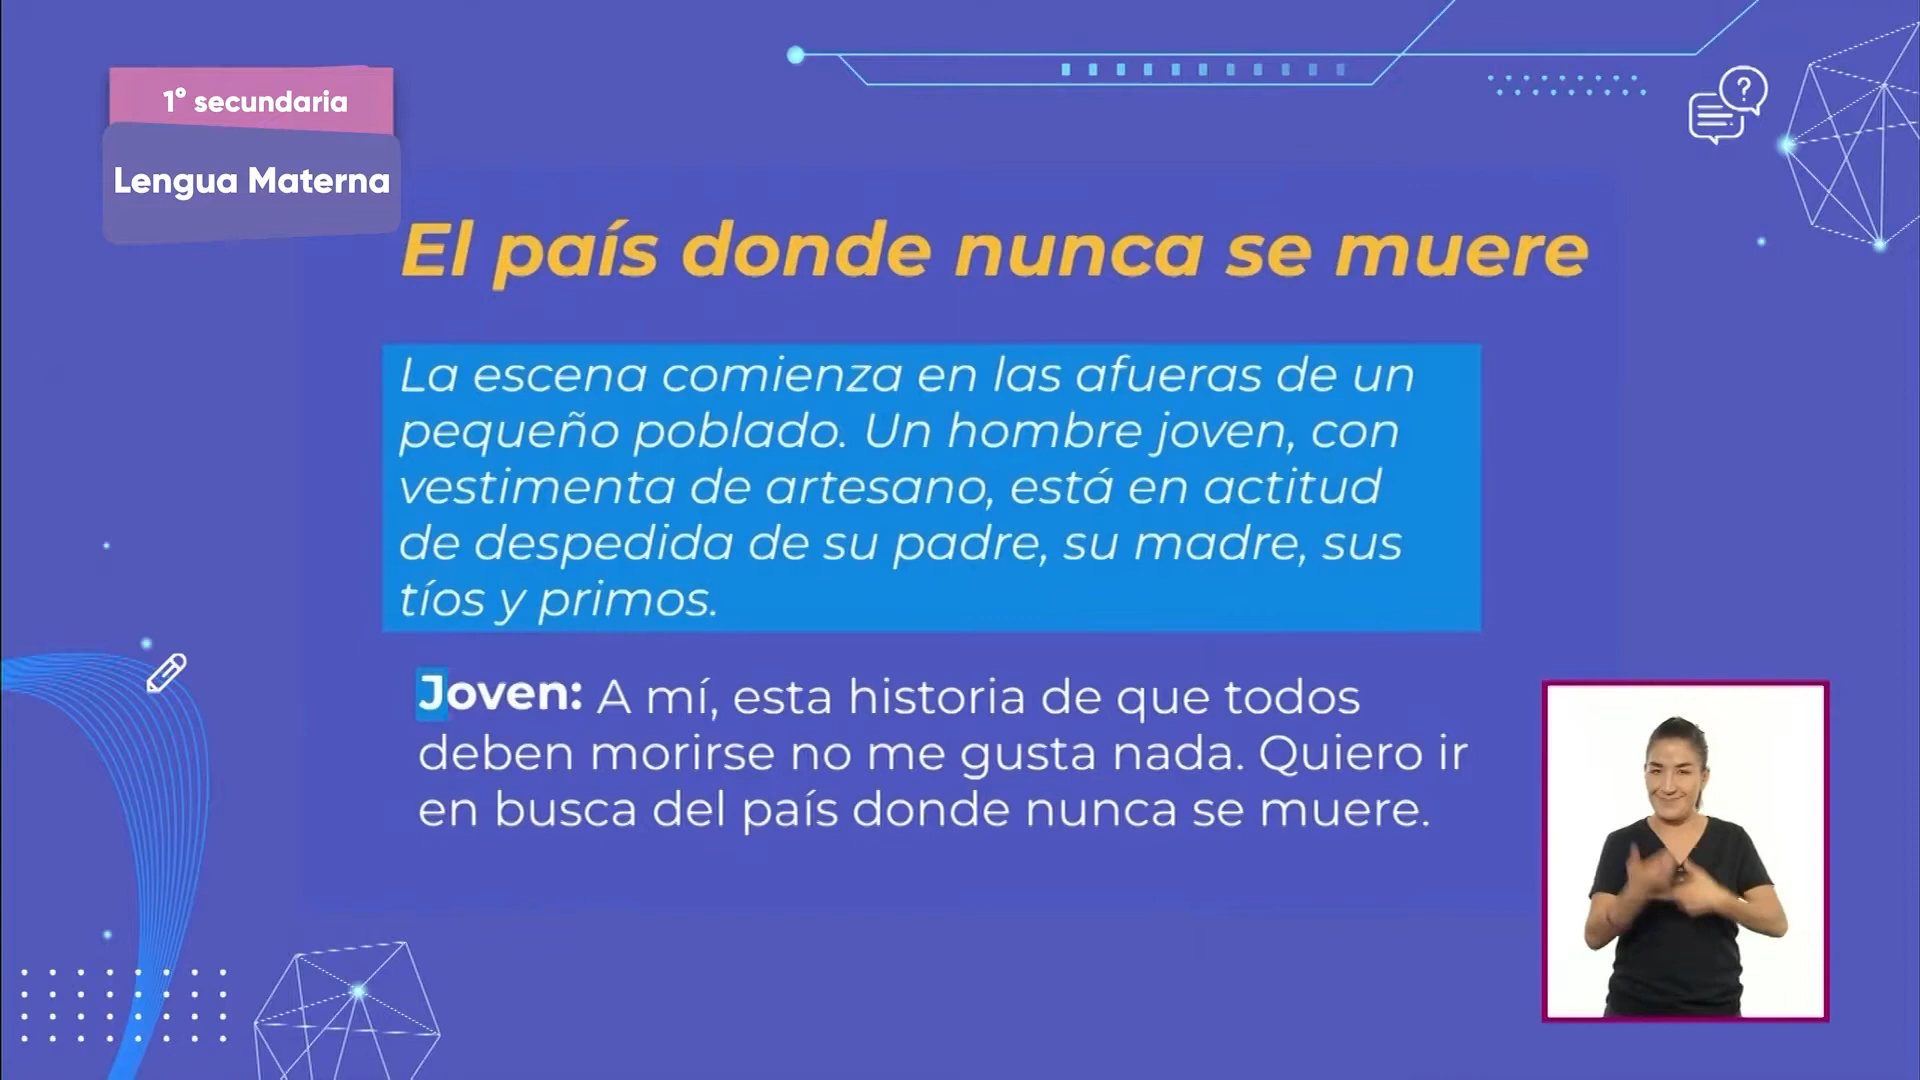 1° secundaria
Lengua Materna
?
El país donde nunca se muere
La escena comienza en las afueras de un
pequeño poblado. Un hombre joven, con
vestimenta de artesano, está en actitud
de despedida de su padre, su madre, sus
tíos y primos.
Joven: A mí, esta historia de que todos
deben morirse no me gusta nada. Quiero ir
en busca del país donde nunca se muere.